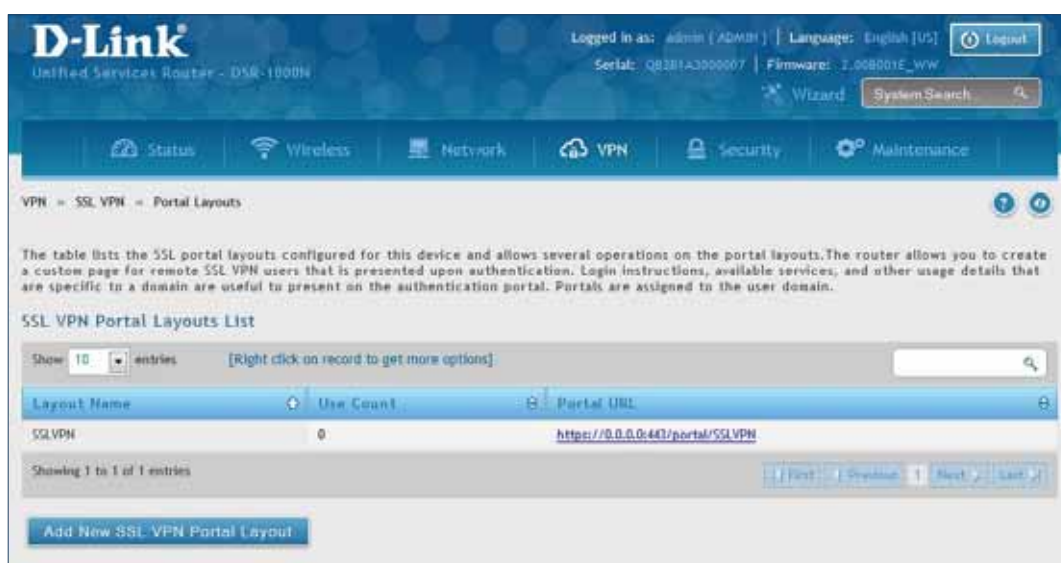 D-Link
Unified Services Router - DSR-1000N
Logged in as: admin ( ADMIN ) | Language: English [US]
Logout
Serial: QB2B1A3000007 | Firmware: 2.00B001E_WW
Wizard
System Search
Status
Wireless
Network
VPN
Security
Maintenance
VPN » SSL VPN » Portal Layouts
The table lists the SSL portal layouts configured for this device and allows several operations on the portal layouts.The router allows you to create
a custom page for remote SSL VPN users that is presented upon authentication. Login instructions, available services, and other usage details that
are specific to a domain are useful to present on the authentication portal. Portals are assigned to the user domain.
SSL VPN Portal Layouts List
Show 10 entries [Right click on record to get more options]
Layout Name Use Count Portal URL
SSLVPN 0 https://0.0.0.0:443/portal/SSLVPN
Showing 1 to 1 of 1 entries
First Previous 1 Next Last
Add New SSL VPN Portal Layout